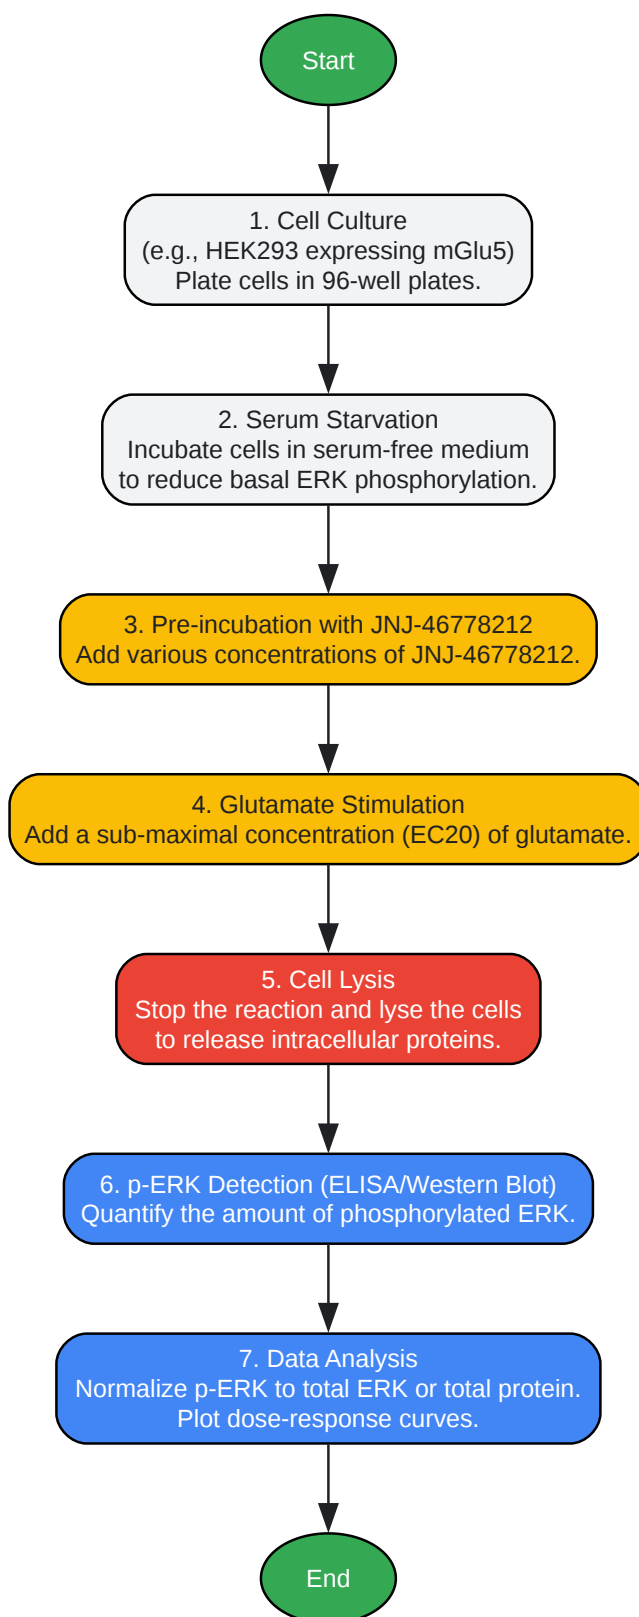 Start
1. Cell Culture
(e.g., HEK293 expressing mGlu5)
Plate cells in 96-well plates.
2. Serum Starvation
Incubate cells in serum-free medium
to reduce basal ERK phosphorylation.
3. Pre-incubation with JNJ-46778212
Add various concentrations of JNJ-46778212.
4. Glutamate Stimulation
Add a sub-maximal concentration (EC20) of glutamate.
5. Cell Lysis
Stop the reaction and lyse the cells
to release intracellular proteins.
6. p-ERK Detection (ELISA/Western Blot)
Quantify the amount of phosphorylated ERK.
7. Data Analysis
Normalize p-ERK to total ERK or total protein.
Plot dose-response curves.
End